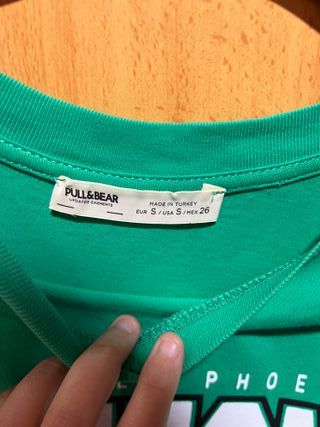 PULL&BEAR
UPDATED GARMENTS
MADE IN TURKEY
EUR S / USA S / MEX 26
L PHOE